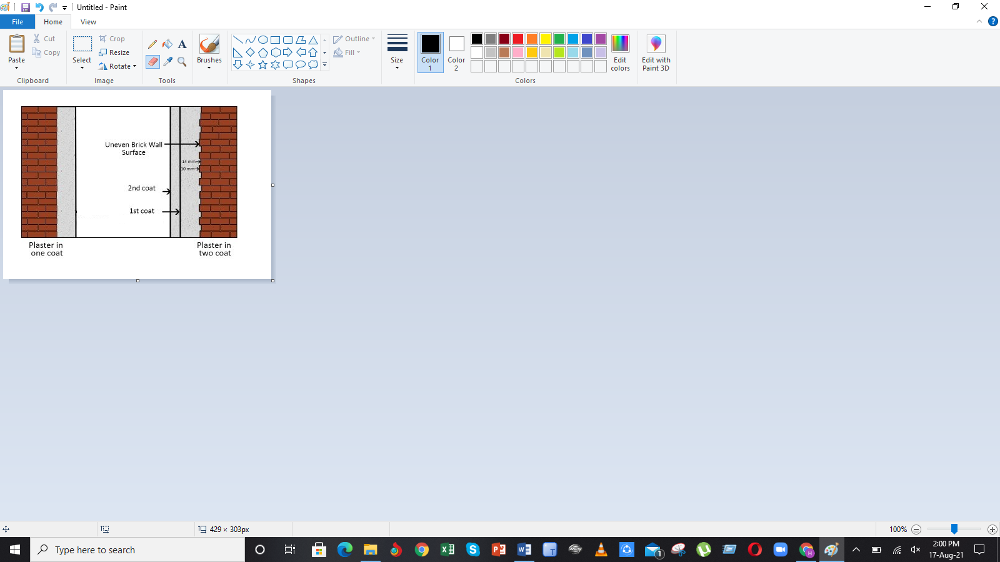 Untitled - Paint
File
Home
View
Paste
Cut
Copy
Clipboard
Select
Crop
Resize
Rotate
Image
A
Tools
Brushes
Outline
Fill
Shapes
Size
Color
1
Color
2
Edit
colors
Edit with
Paint 3D
Colors
Uneven Brick Wall
Surface
14 mm
10 mm
2nd coat
1st coat
Plaster in
one coat
Plaster in
two coat
429 × 303px
100%
Type here to search
1
H
2:00 PM
17-Aug-21